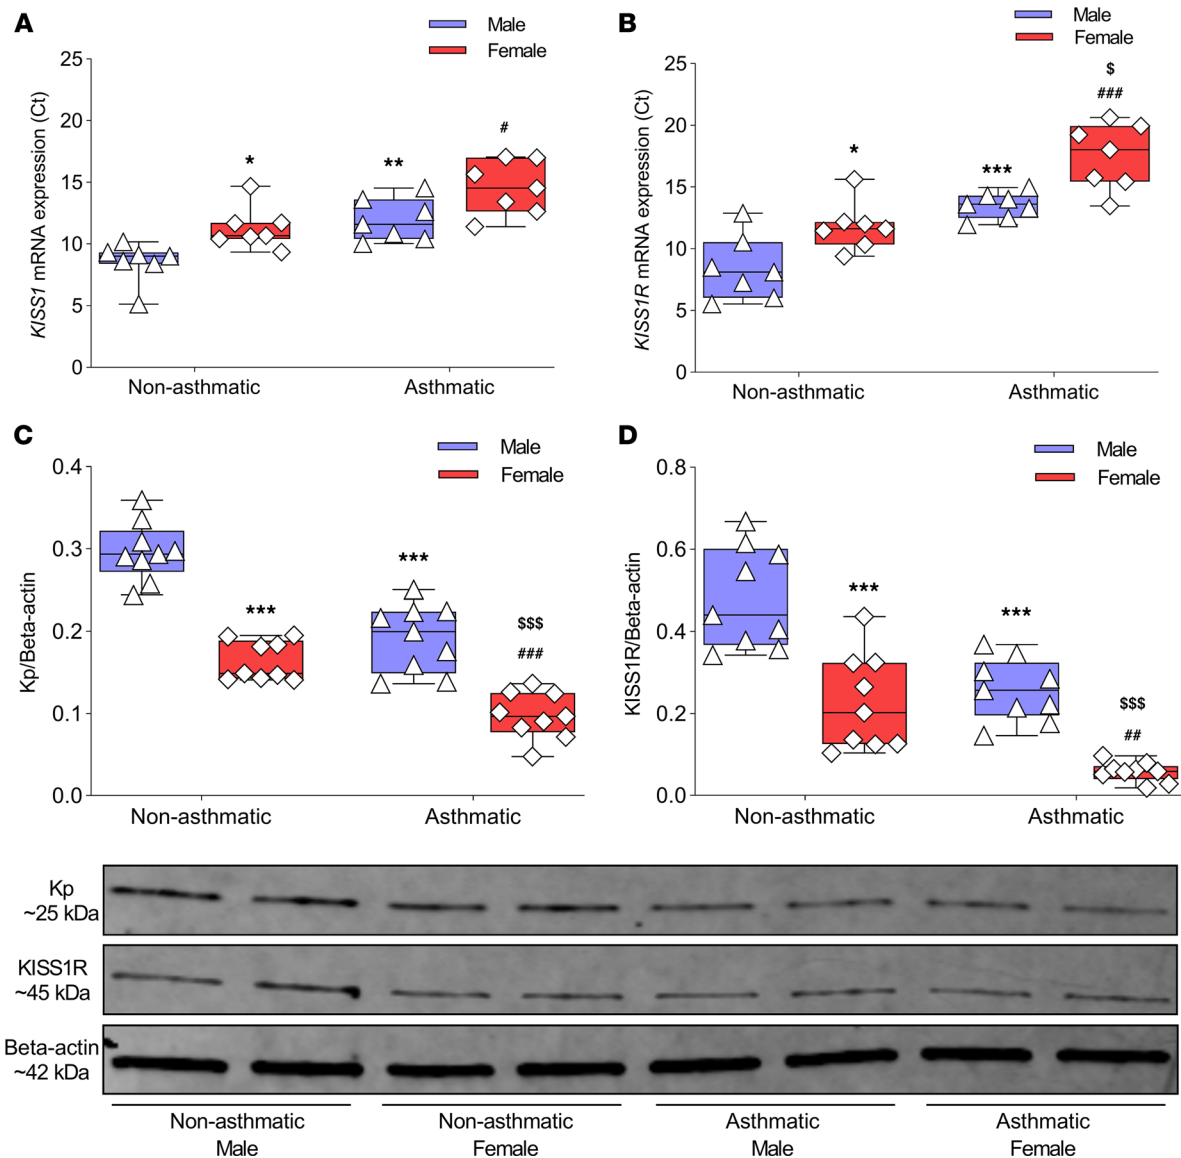 A
Male
Female
KISS1 mRNA expression (Ct)
25
20
15
10
5
0
*
**
#
Non-asthmatic
Asthmatic
B
Male
Female
KISS1R mRNA expression (Ct)
25
20
15
10
5
0
*
***
$
###
Non-asthmatic
Asthmatic
C
Male
Female
Kp/Beta-actin
0.4
0.3
0.2
0.1
0.0
***
***
$$$
###
Non-asthmatic
Asthmatic
D
Male
Female
KISS1R/Beta-actin
0.8
0.6
0.4
0.2
0.0
***
***
$$$
##
Non-asthmatic
Asthmatic
Kp
~25 kDa
KISS1R
~45 kDa
Beta-actin
~42 kDa
Non-asthmatic
Male
Non-asthmatic
Female
Asthmatic
Male
Asthmatic
Female